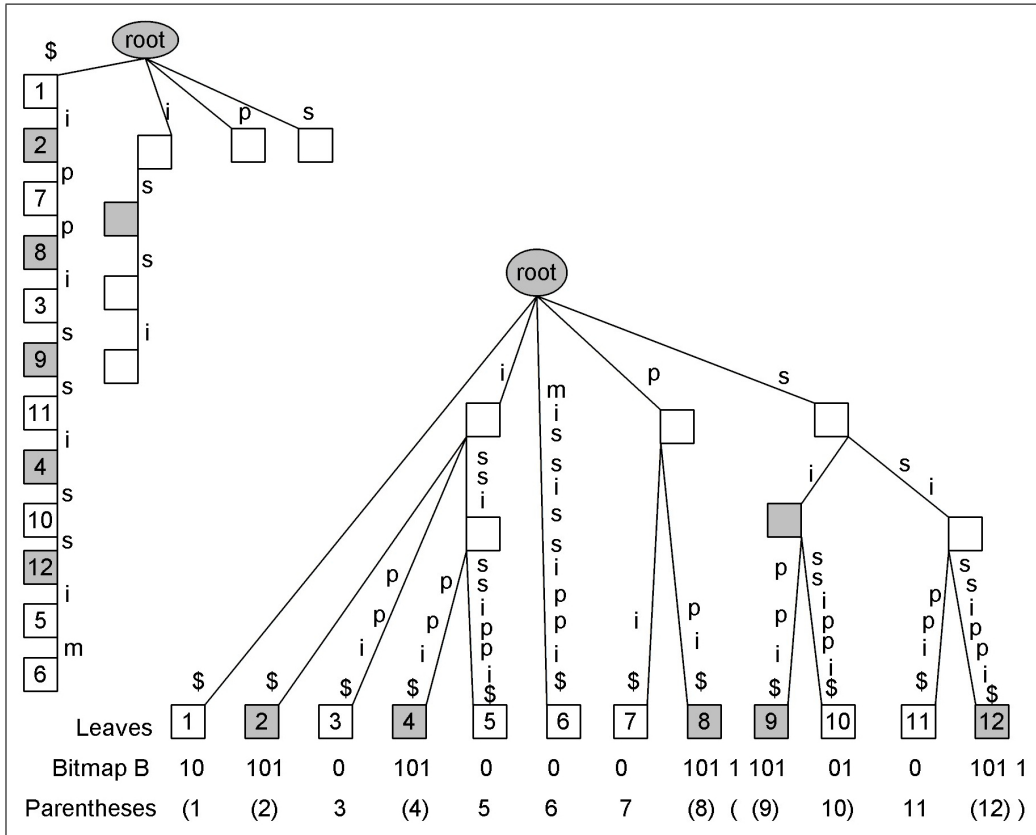 root
$
1
i
2
p
7
p
8
i
3
s
9
s
11
i
4
s
10
s
12
i
5
m
6
i
p
s
s
s
i
root
i
m
i
s
s
i
s
s
i
p
p
i
$
p
s
s
s
i
i
s
i
$
$
p
p
i
$
p
p
i
$
s
s
i
p
p
i
$
i
$
p
i
$
p
p
i
$
s
s
i
p
p
i
$
p
p
i
$
s
s
i
p
p
i
$
Leaves 1 2 3 4 5 6 7 8 9 10 11 12
Bitmap B 10 101 0 101 0 0 0 101 1 101 01 0 101 1
Parentheses (1 (2) 3 (4) 5 6 7 (8) ( (9) 10) 11 (12) )